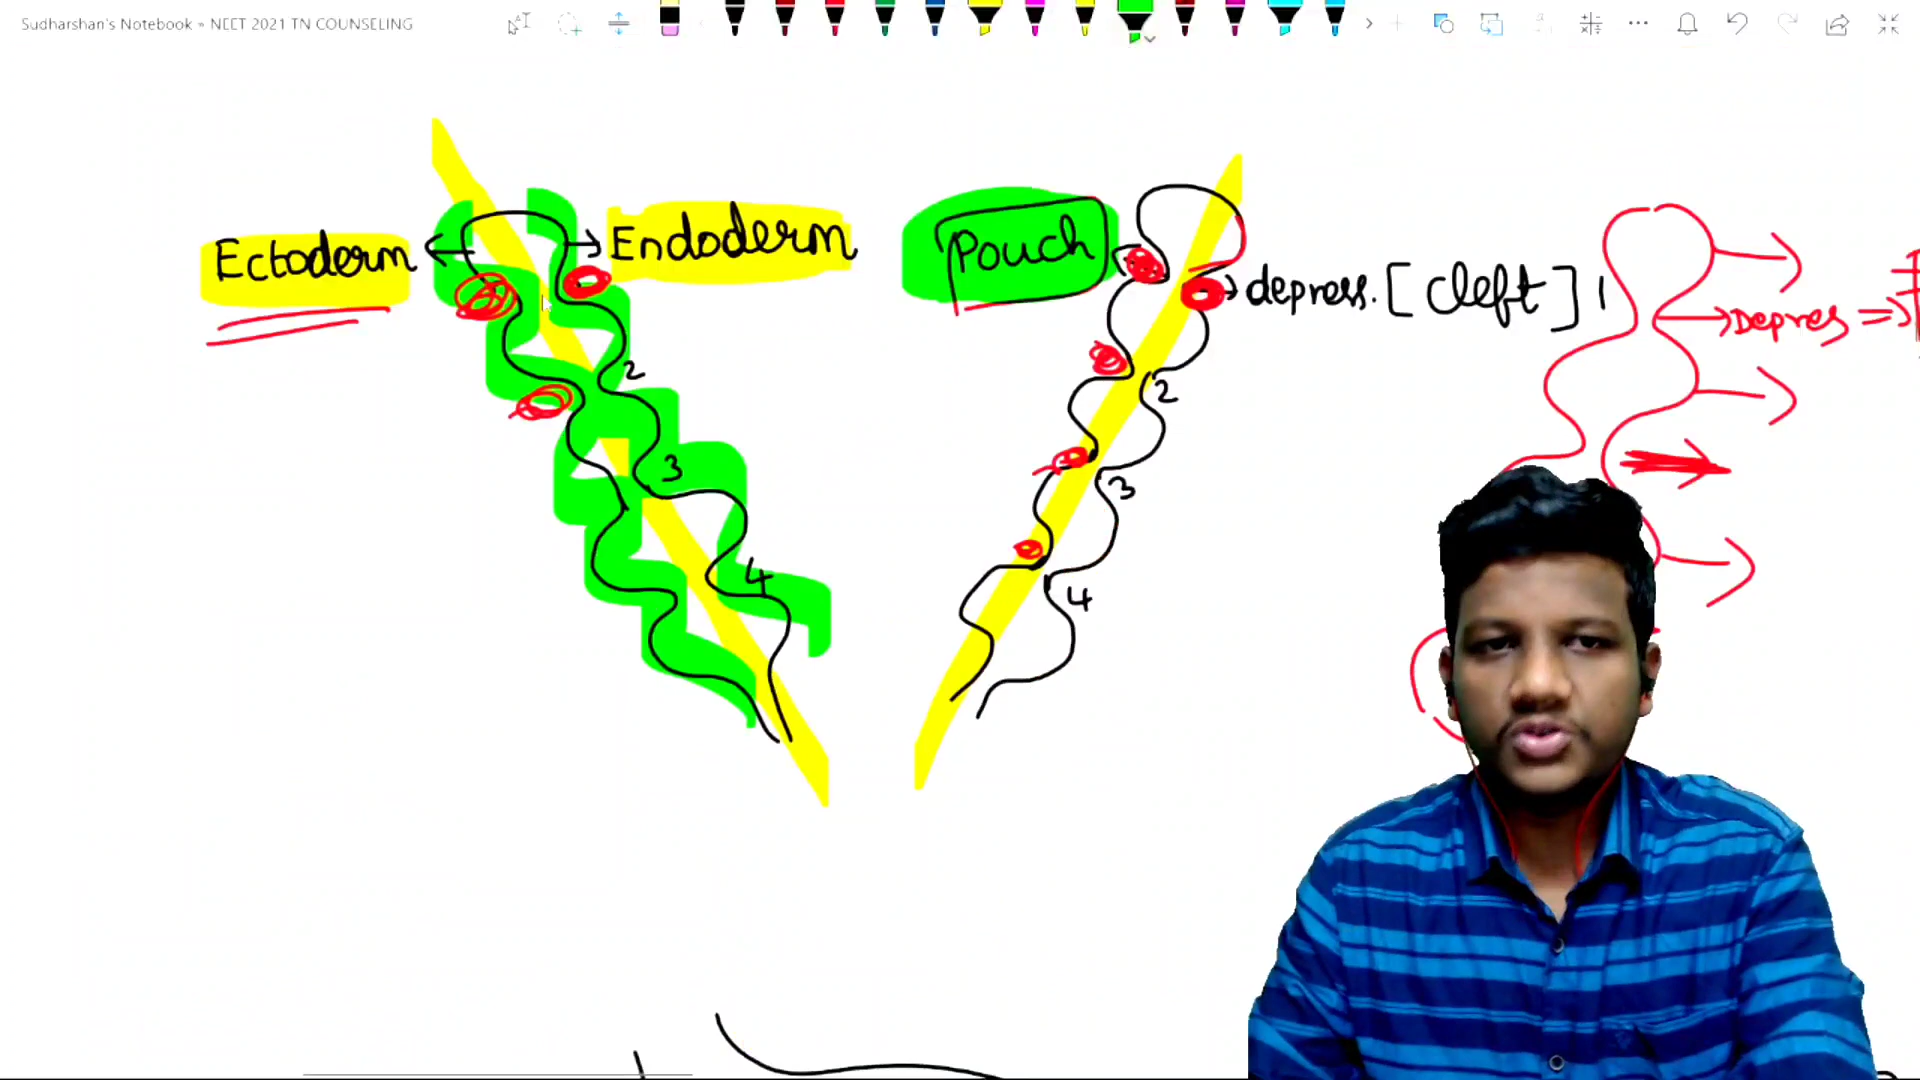 Sudharshan's Notebook » NEET 2021 TN COUNSELING
Ectoderm
Endoderm
Pouch
depress. [cleft] 1
Depres =>
2
3
4
2
3
4